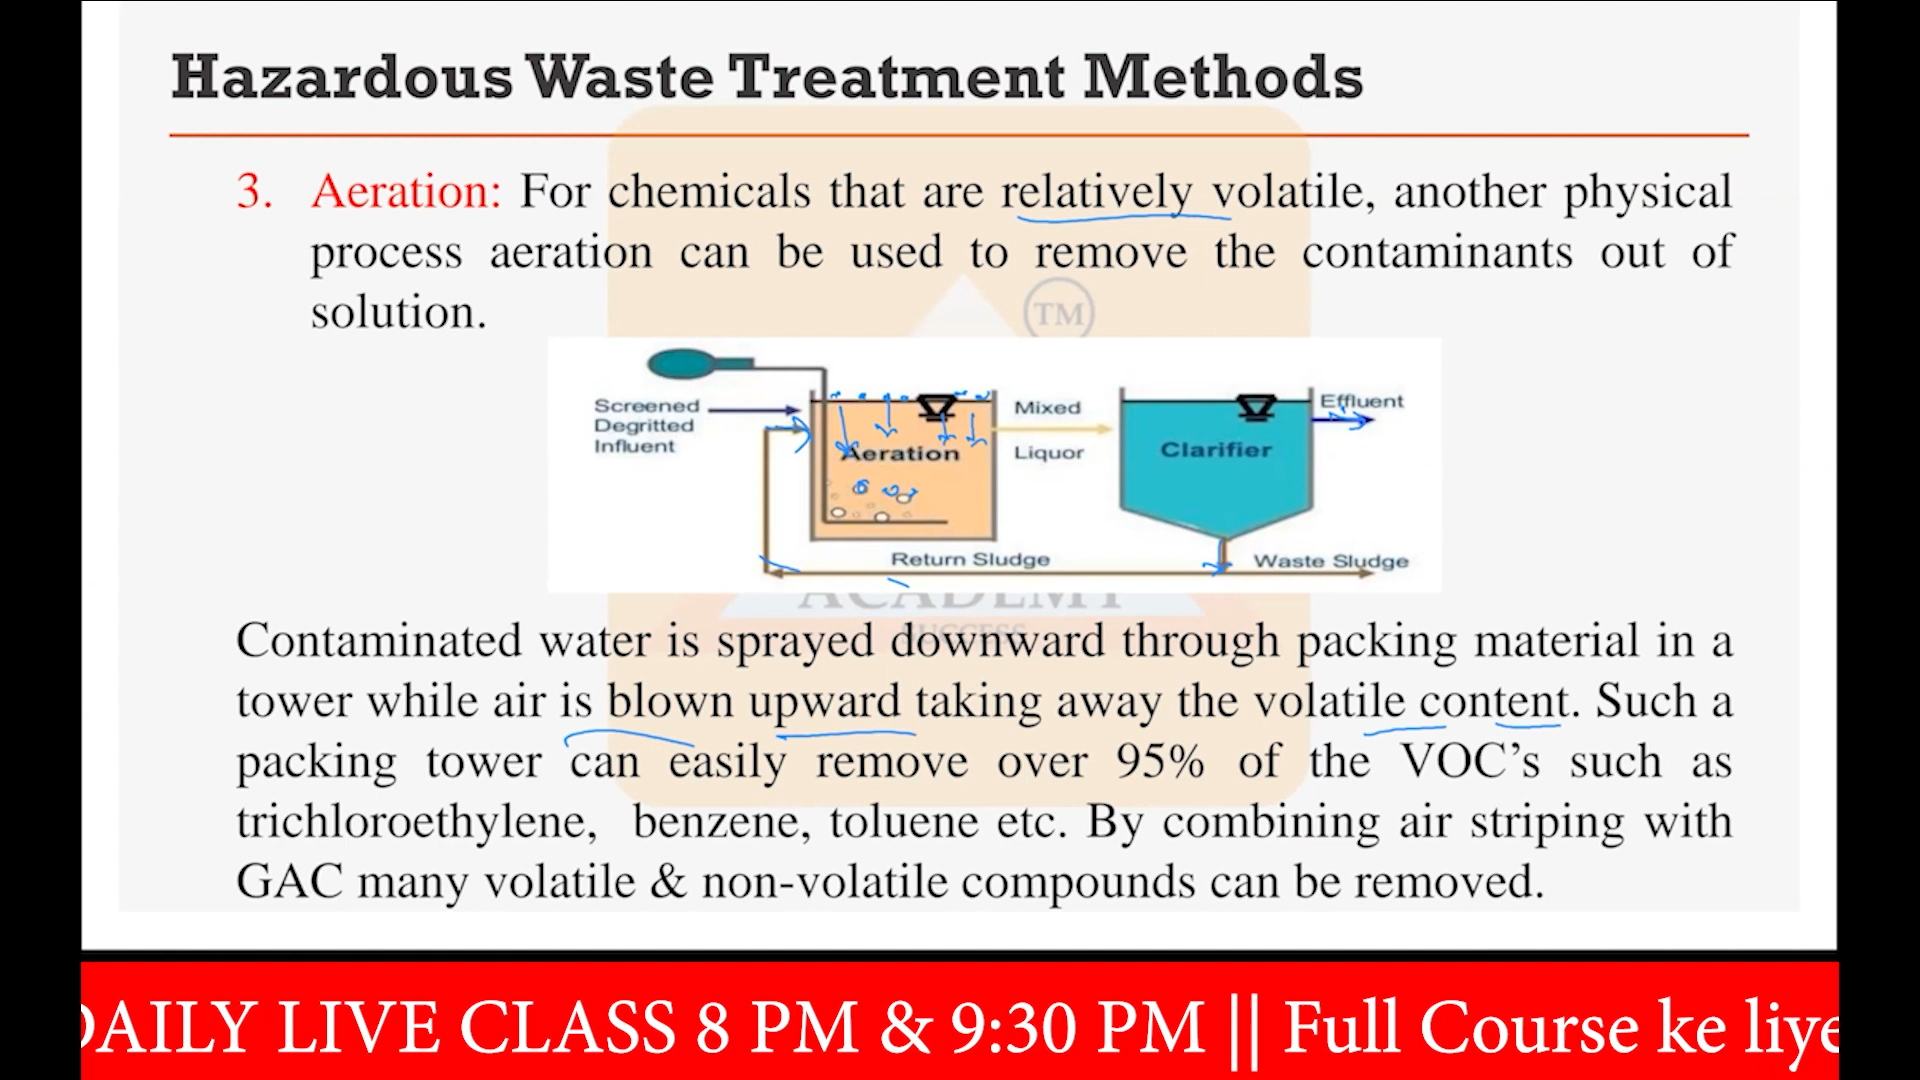 Hazardous Waste Treatment Methods
3. Aeration: For chemicals that are relatively volatile, another physical
process aeration can be used to remove the contaminants out of
solution.
TM
Screened
Degritted
Influent
Aeration
Mixed
Liquor
Clarifier
Effluent
Return Sludge
Waste Sludge
ACADEMY
SUCCESS
Contaminated water is sprayed downward through packing material in a
tower while air is blown upward taking away the volatile content. Such a
packing tower can easily remove over 95% of the VOC’s such as
trichloroethylene, benzene, toluene etc. By combining air striping with
GAC many volatile & non-volatile compounds can be removed.
DAILY LIVE CLASS 8 PM & 9:30 PM || Full Course ke liye